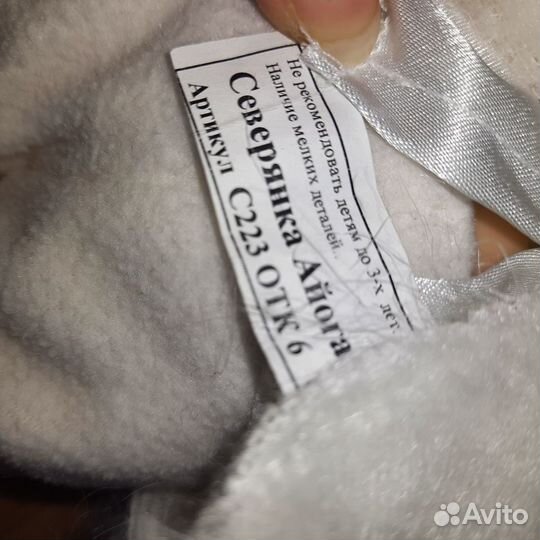 Не рекомендовать детям до 3-х лет.
Наличие мелких деталей..
Северянка Айога
Артикул С223 ОТК 6
Avito